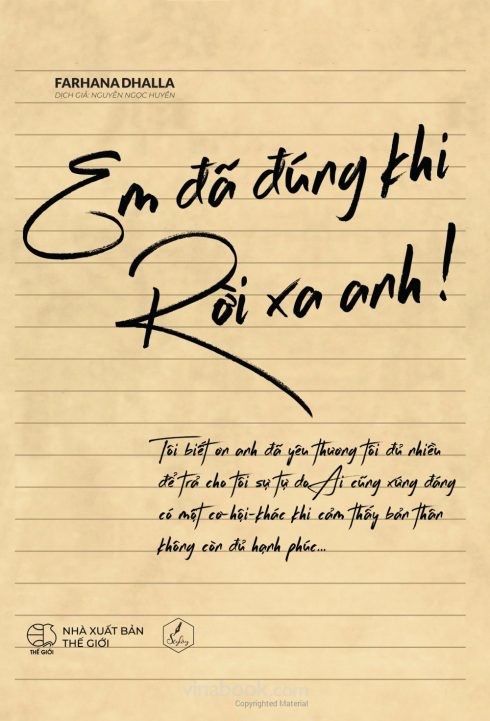 FARHANA DHALLA
DỊCH GIẢ: NGUYỄN NGỌC HUYỀN
Em đã đúng khi
Rời xa anh!
Tôi biết ơn anh đã yêu thương tôi đủ nhiều
để trả cho tôi sự tự do. Ai cũng xứng đáng
có một cơ-hội-khác khi cảm thấy bản thân
không còn đủ hạnh phúc...
THẾ GIỚI
NHÀ XUẤT BẢN
THẾ GIỚI
vinabook.com
Copyrighted Material